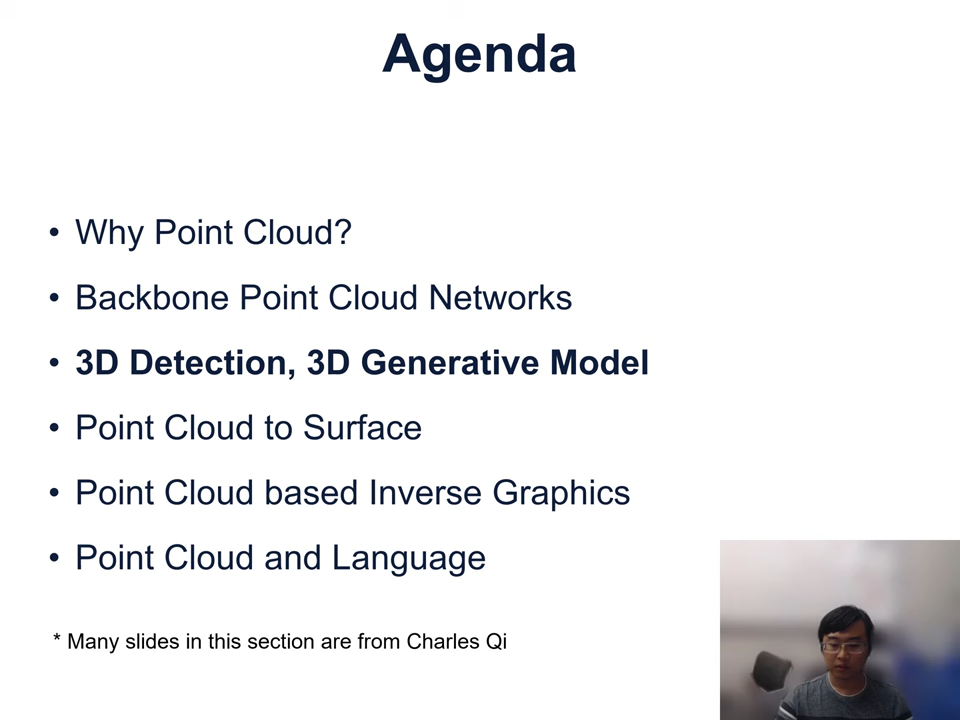 Agenda
• Why Point Cloud?
• Backbone Point Cloud Networks
• 3D Detection, 3D Generative Model
• Point Cloud to Surface
• Point Cloud based Inverse Graphics
• Point Cloud and Language
* Many slides in this section are from Charles Qi